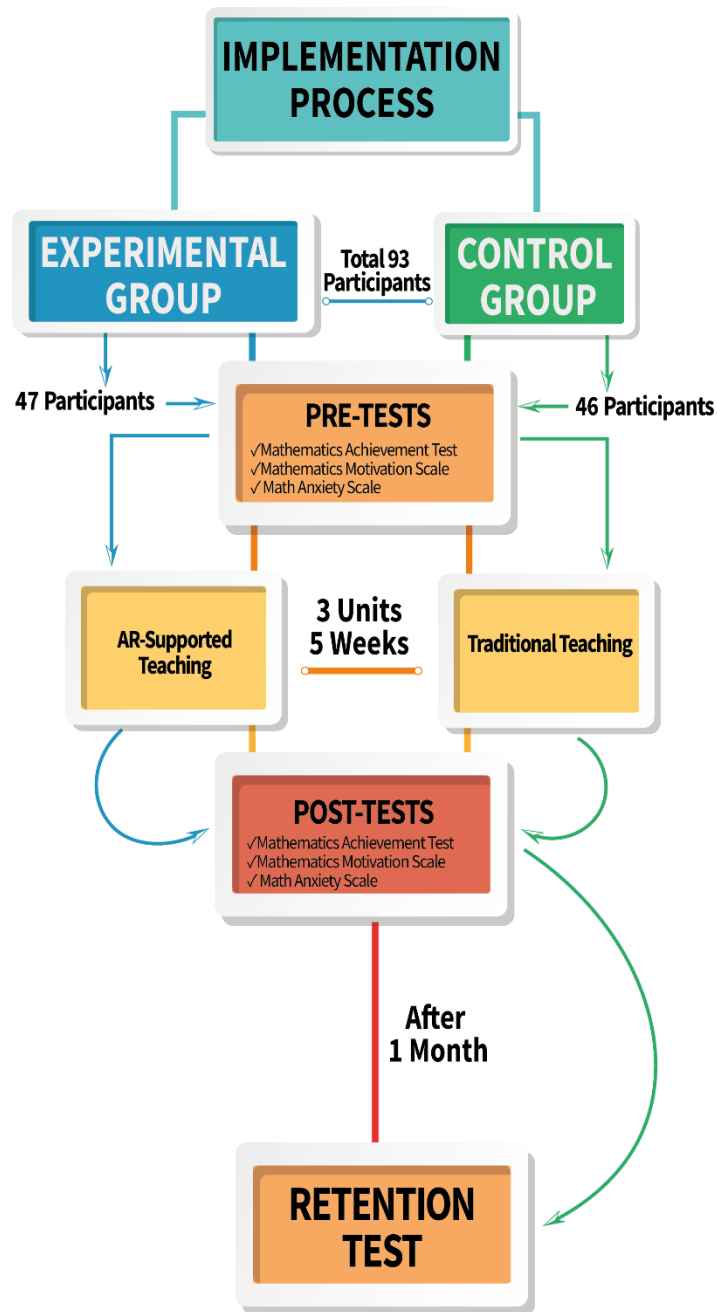 IMPLEMENTATION
PROCESS
EXPERIMENTAL
GROUP
Total 93
Participants
CONTROL
GROUP
47 Participants
46 Participants
PRE-TESTS
✓Mathematics Achievement Test
✓Mathematics Motivation Scale
✓ Math Anxiety Scale
AR-Supported
Teaching
3 Units
5 Weeks
Traditional Teaching
POST-TESTS
✓Mathematics Achievement Test
✓Mathematics Motivation Scale
✓ Math Anxiety Scale
After
1 Month
RETENTION
TEST